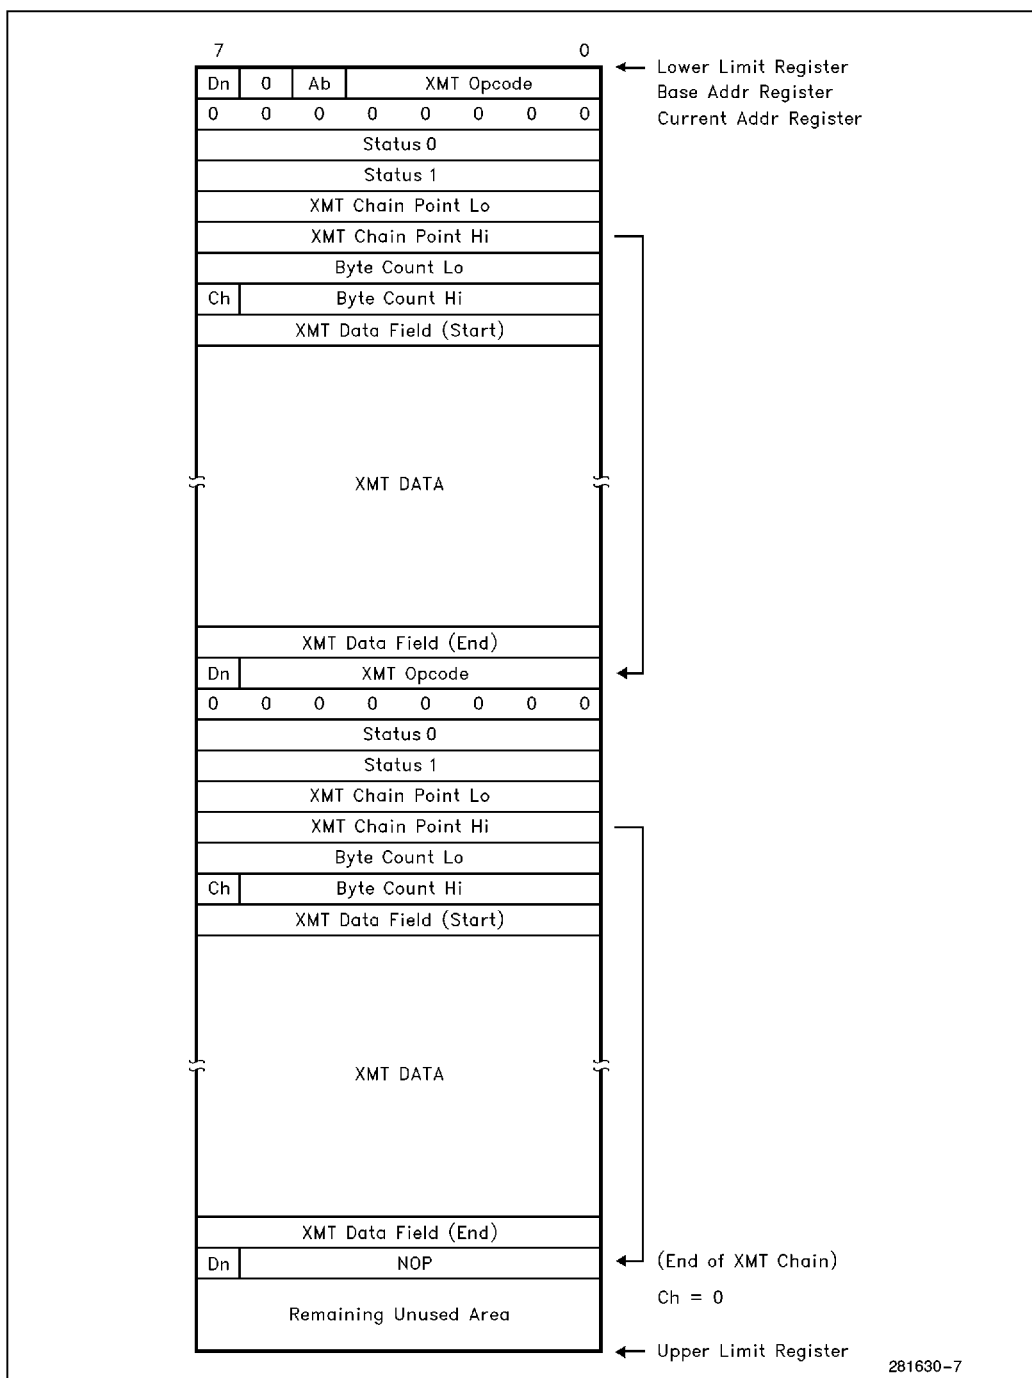 7 0
Dn 0 Ab XMT Opcode
Lower Limit Register
Base Addr Register
Current Addr Register
0 0 0 0 0 0 0 0
Status 0
Status 1
XMT Chain Point Lo
XMT Chain Point Hi
Byte Count Lo
Ch Byte Count Hi
XMT Data Field (Start)
XMT DATA
XMT Data Field (End)
Dn XMT Opcode
0 0 0 0 0 0 0 0
Status 0
Status 1
XMT Chain Point Lo
XMT Chain Point Hi
Byte Count Lo
Ch Byte Count Hi
XMT Data Field (Start)
XMT DATA
XMT Data Field (End)
Dn NOP
(End of XMT Chain)
Ch = 0
Remaining Unused Area
Upper Limit Register
281630-7